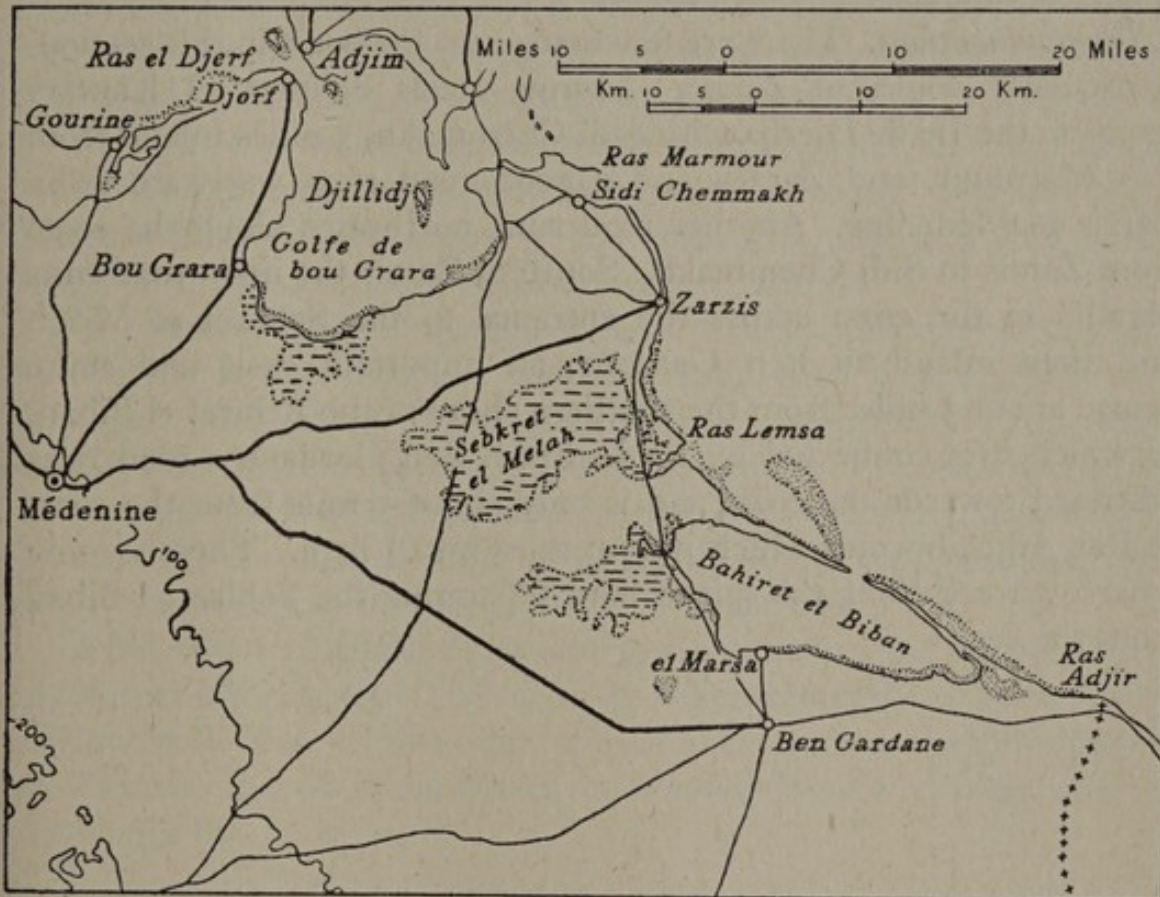 Miles 10 5 0 10 20 Miles
Km. 10 5 0 10 20 Km.
Ras el Djerf
Adjim
Djorf
Gourine
Ras Marmour
Djillidj
Sidi Chemmakh
Golfe de
bou Grara
Bou Grara
Zarzis
Sebkret
el Melah
Ras Lemsa
Médenine
100
Bahiret el Biban
el Marsa
Ras
Adjir
200
Ben Gardane